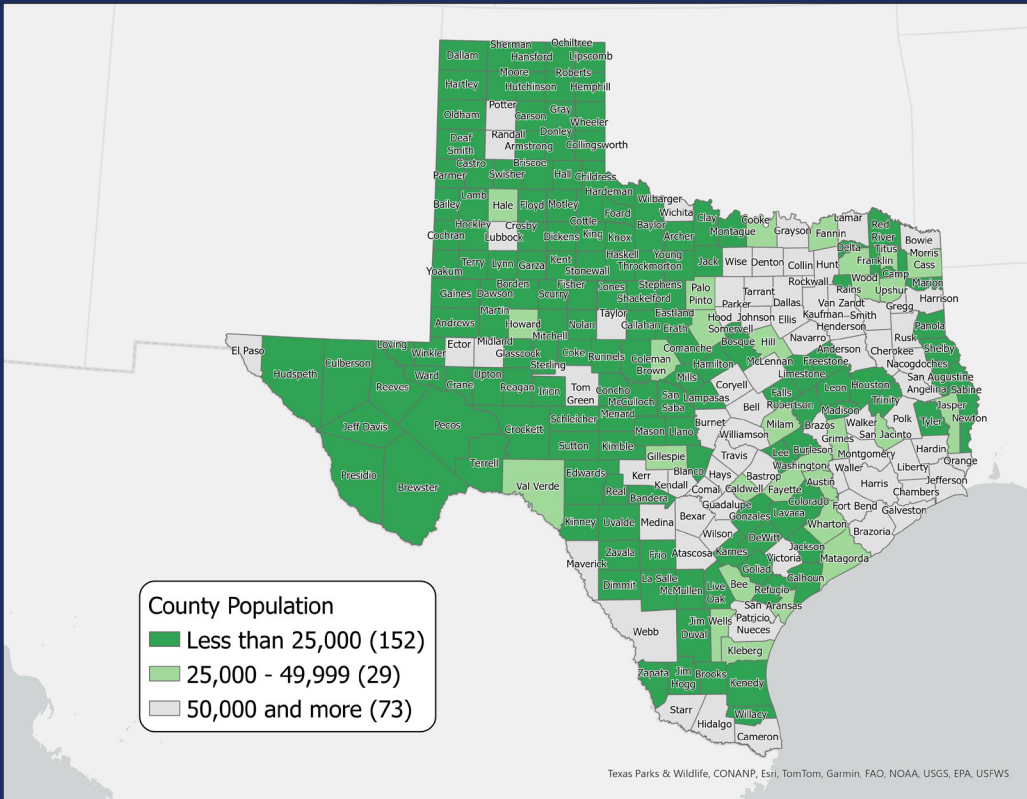 Dallam
Sherman
Hansford
Ochiltree
Lipscomb
Hartley
Moore
Hutchinson
Roberts
Hemphill
Oldham
Potter
Carson
Gray
Wheeler
Deaf
Smith
Randall
Armstrong
Donley
Collingsworth
Parmer
Castro
Swisher
Briscoe
Hall
Childress
Bailey
Lamb
Hale
Floyd
Motley
Cottle
Hardeman
Foard
Wilbarger
Wichita
Clay
Montague
Cooke
Grayson
Fannin
Lamar
Red
River
Bowie
Cochran
Hockley
Lubbock
Crosby
Dickens
King
Knox
Baylor
Archer
Jack
Wise
Denton
Collin
Hunt
Delta
Titus
Franklin
Morris
Cass
Camp
Yoakum
Terry
Lynn
Garza
Kent
Stonewall
Haskell
Throckmorton
Young
Palo
Pinto
Parker
Tarrant
Dallas
Rockwall
Rains
Wood
Upshur
Marion
Gaines
Dawson
Borden
Scurry
Fisher
Jones
Shackelford
Stephens
Hood
Johnson
Ellis
Kaufman
Van Zandt
Smith
Gregg
Harrison
Andrews
Martin
Howard
Mitchell
Nolan
Taylor
Callahan
Eastland
Erath
Somervell
Bosque
Hill
Navarro
Henderson
Rusk
Panola
El Paso
Hudspeth
Culberson
Loving
Winkler
Ector
Midland
Glasscock
Sterling
Coke
Runnels
Coleman
Brown
Comanche
Hamilton
McLennan
Limestone
Freestone
Anderson
Cherokee
Nacogdoches
Shelby
Reeves
Ward
Crane
Upton
Reagan
Irion
Tom
Green
Concho
McCulloch
San
Saba
Mills
Lampasas
Coryell
Falls
Robertson
Leon
Houston
Trinity
Angelina
San Augustine
Sabine
Jeff Davis
Pecos
Crockett
Schleicher
Menard
Mason
Llano
Burnet
Bell
Milam
Brazos
Madison
Grimes
Walker
San Jacinto
Polk
Tyler
Jasper
Newton
Presidio
Brewster
Terrell
Sutton
Kimble
Gillespie
Blanco
Williamson
Travis
Lee
Burleson
Washington
Montgomery
Liberty
Hardin
Orange
Jefferson
Val Verde
Edwards
Real
Kerr
Bandera
Kendall
Hays
Comal
Caldwell
Bastrop
Fayette
Austin
Waller
Harris
Chambers
Kinney
Uvalde
Medina
Bexar
Guadalupe
Gonzales
Colorado
Lavaca
Wharton
Fort Bend
Galveston
Brazoria
Maverick
Zavala
Frio
Atascosa
Wilson
Karnes
DeWitt
Jackson
Victoria
Matagorda
Dimmit
La Salle
McMullen
Live
Oak
Bee
Goliad
Refugio
Calhoun
Webb
Duval
Jim Wells
San
Patricio
Aransas
Nueces
Kleberg
Zapata
Jim
Hogg
Brooks
Kenedy
Starr
Hidalgo
Willacy
Cameron
County Population
Less than 25,000 (152)
25,000 - 49,999 (29)
50,000 and more (73)
Texas Parks & Wildlife, CONANP, Esri, TomTom, Garmin, FAO, NOAA, USGS, EPA, USFWS